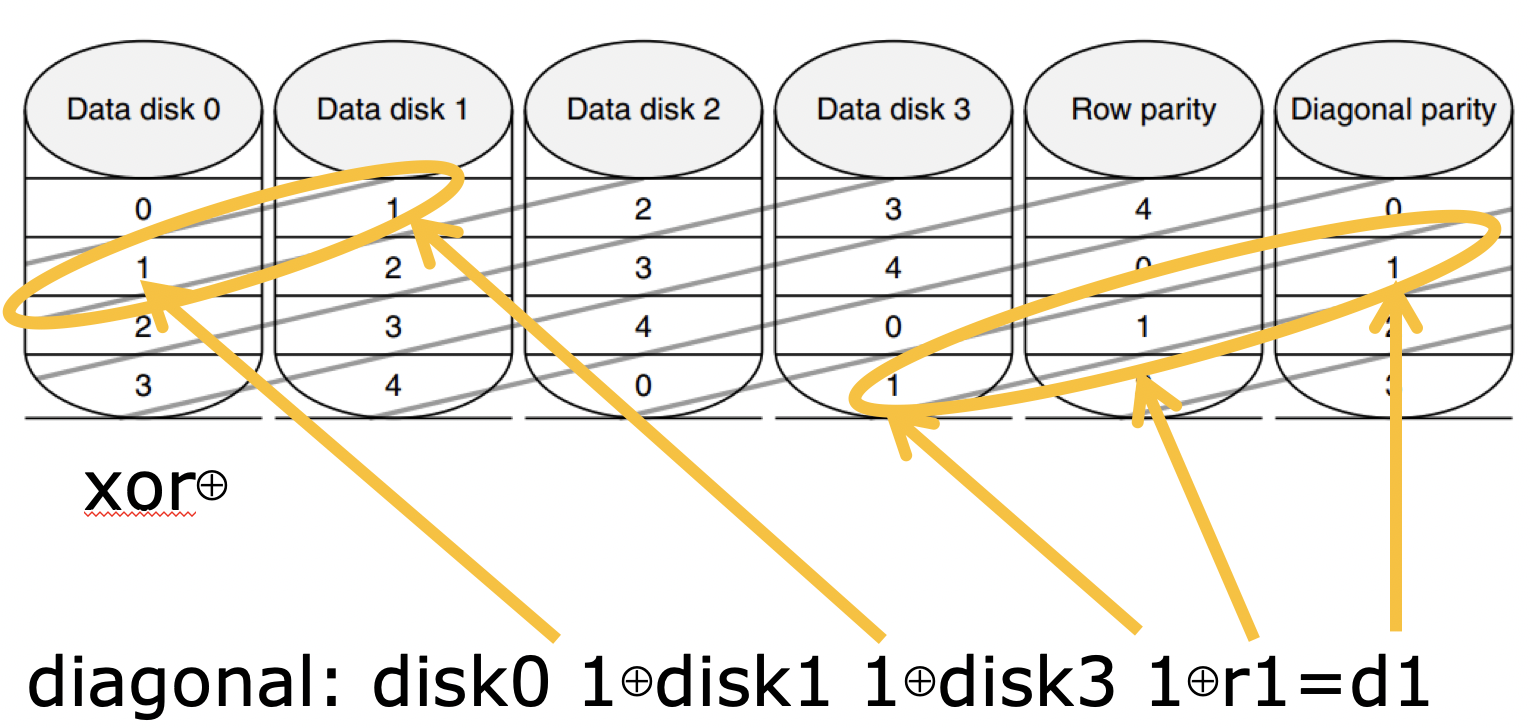 Data disk 0 Data disk 1 Data disk 2 Data disk 3 Row parity Diagonal parity
0 1 2 3 4 0
1 2 3 4 0 1
2 3 4 0 1 2
3 4 0 1 3
xor⊕
diagonal: disk0 1⊕disk1 1⊕disk3 1⊕r1=d1